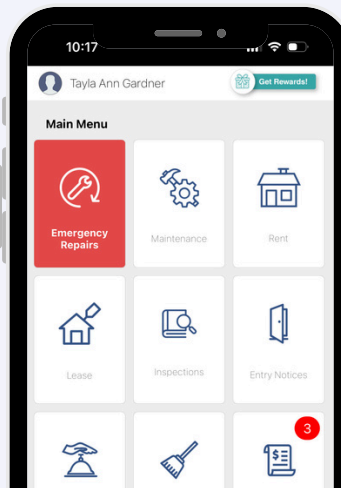 10:17
Tayla Ann Gardner
Get Rewards!
Main Menu
Emergency
Repairs
Maintenance
Rent
Lease
Inspections
Entry Notices
3
$